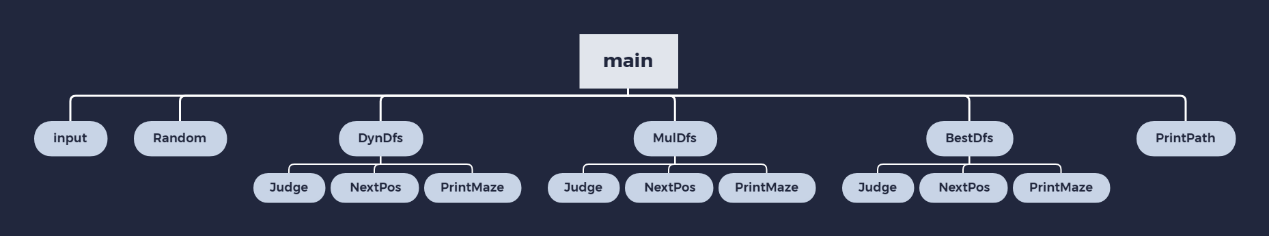 main
input
Random
DynDfs
MulDfs
BestDfs
PrintPath
Judge
NextPos
PrintMaze
Judge
NextPos
PrintMaze
Judge
NextPos
PrintMaze